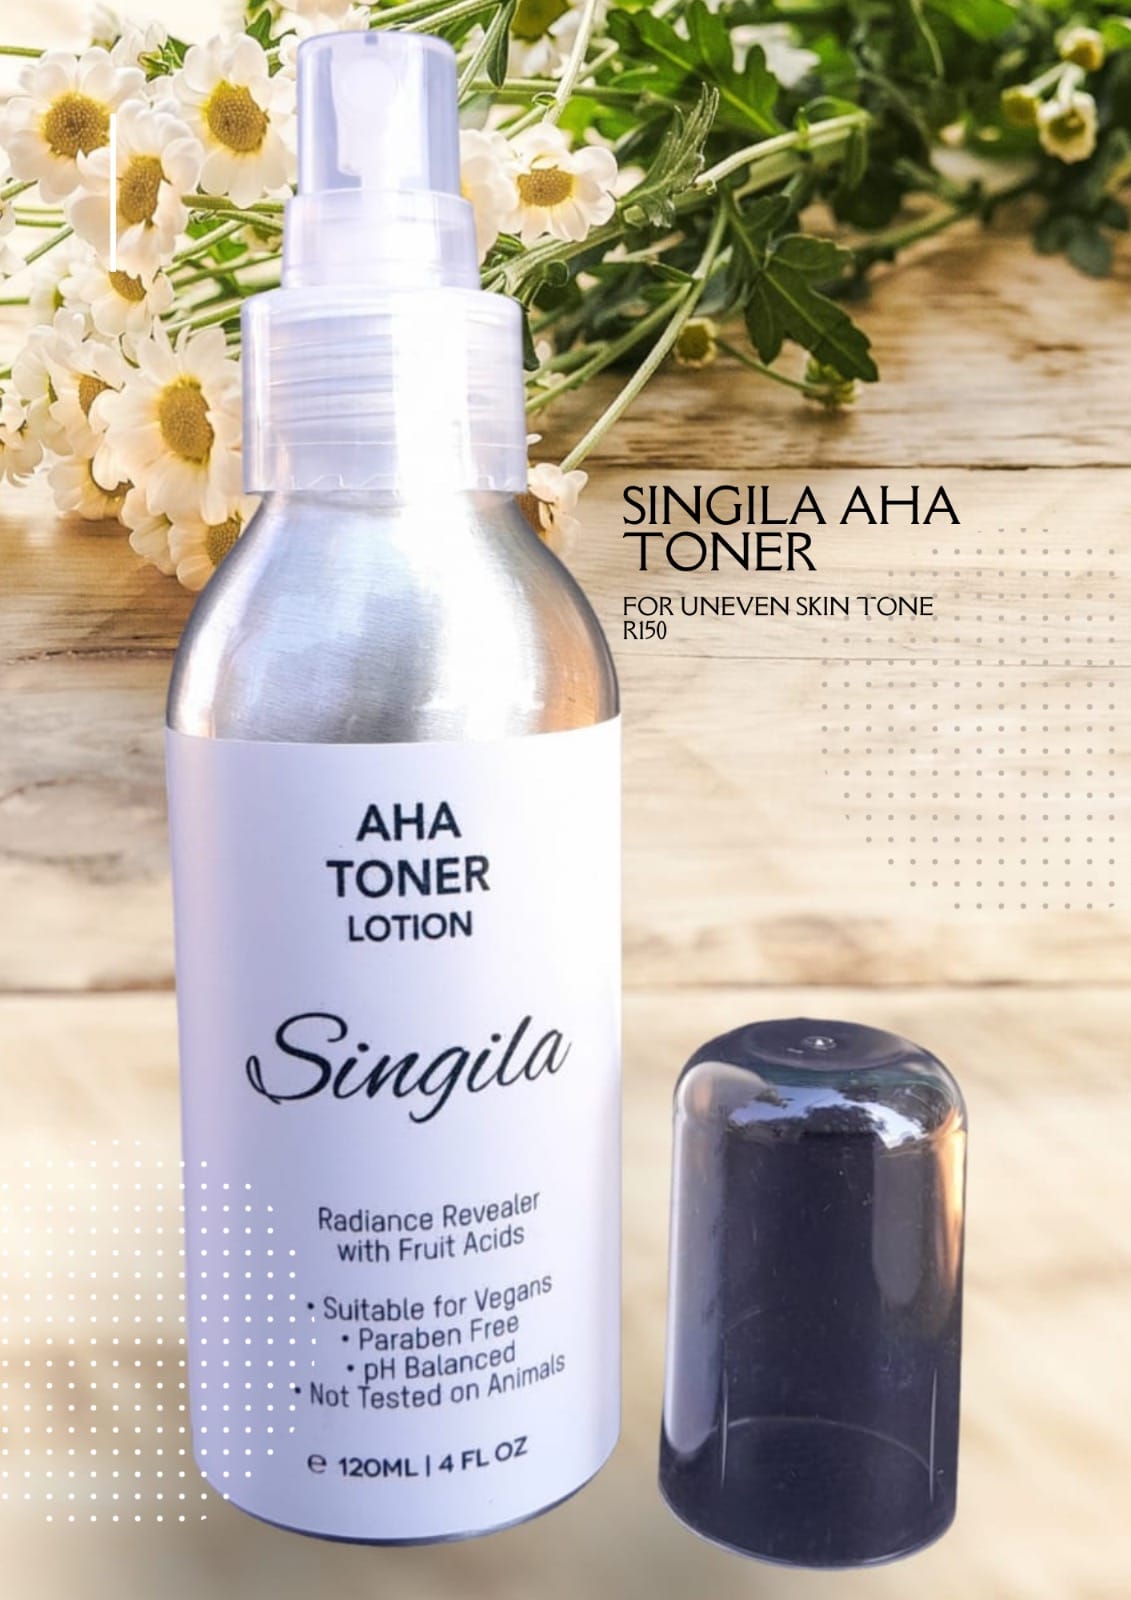 SINGILA AHA
TONER
FOR UNEVEN SKIN TONE
R150
AHA
TONER
LOTION
Singila
Radiance Revealer
with Fruit Acids
• Suitable for Vegans
• Paraben Free
• pH Balanced
• Not Tested on Animals
℮ 120ML | 4 FL OZ